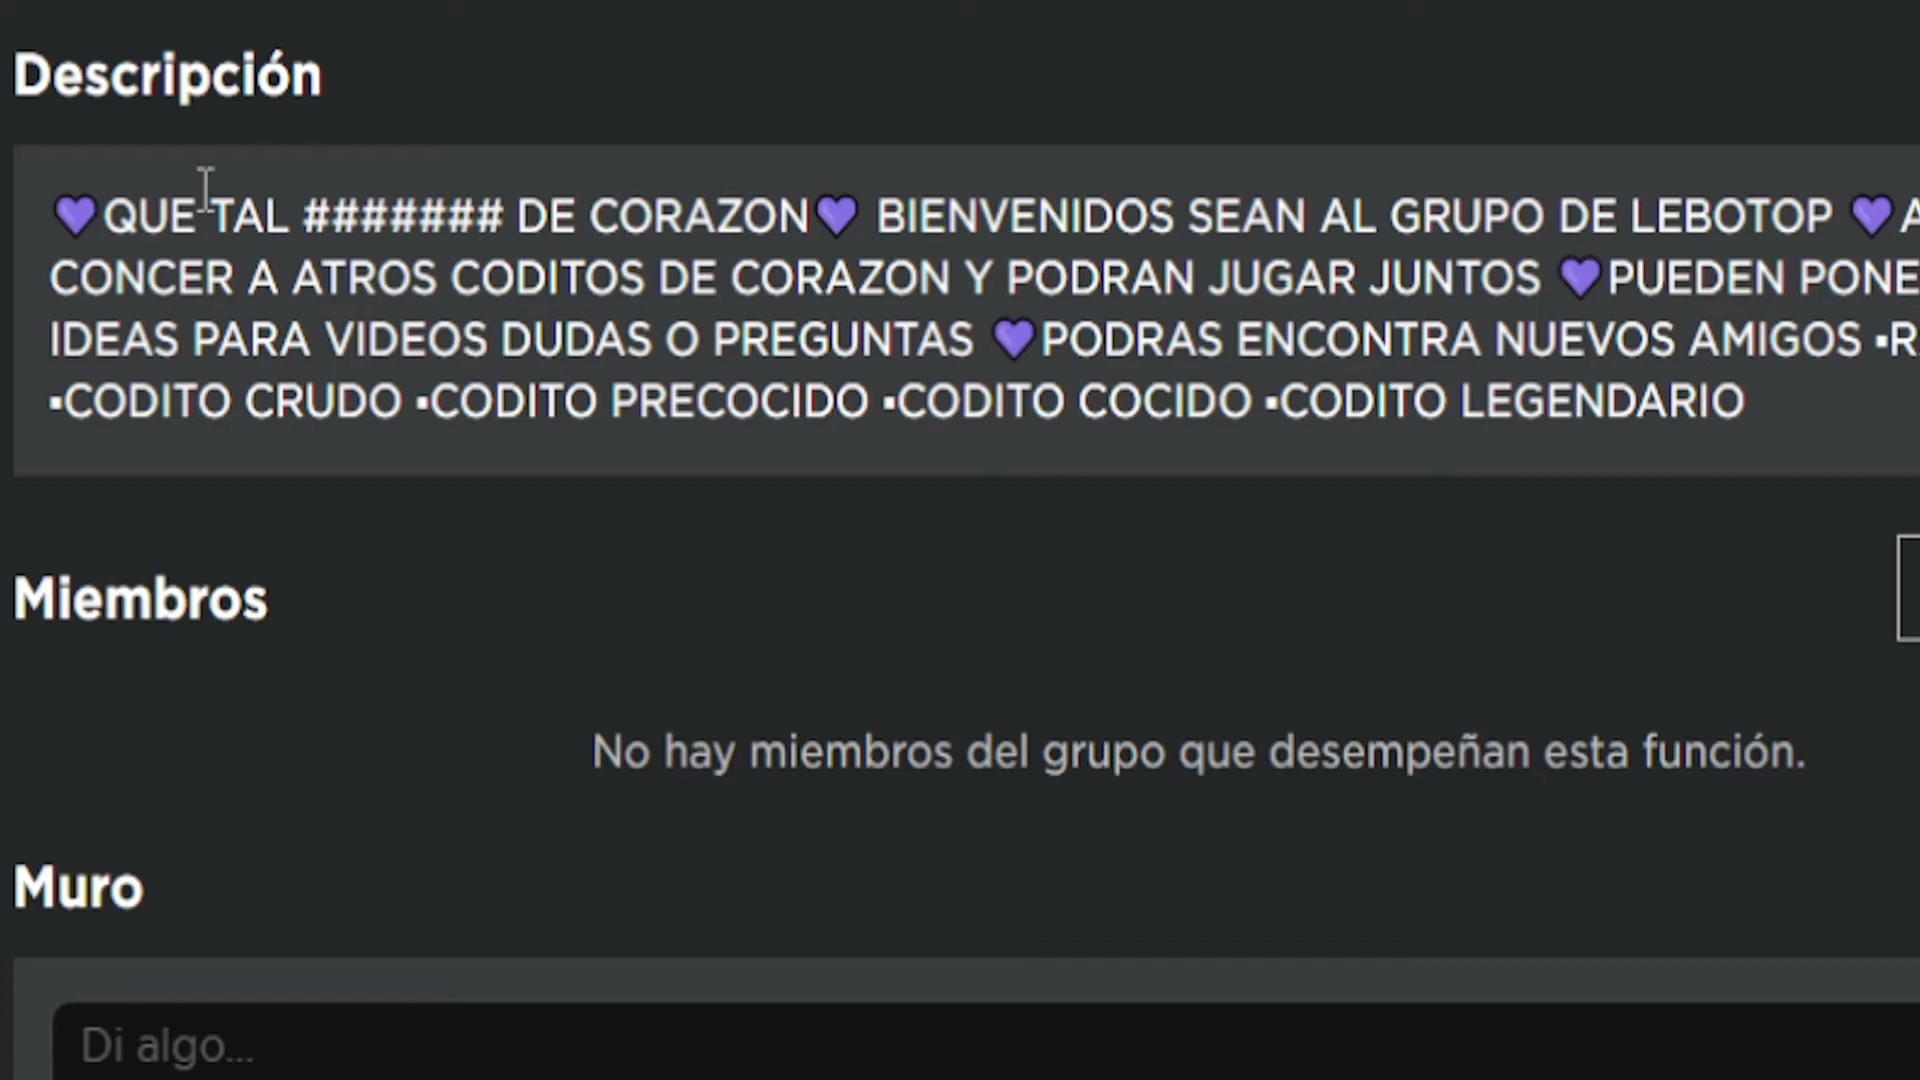 Descripción
💜QUE TAL ####### DE CORAZON💜 BIENVENIDOS SEAN AL GRUPO DE LEBOTOP 💜A
CONCER A ATROS CODITOS DE CORAZON Y PODRAN JUGAR JUNTOS 💜PUEDEN PONE
IDEAS PARA VIDEOS DUDAS O PREGUNTAS 💜PODRAS ENCONTRA NUEVOS AMIGOS ▪R
▪CODITO CRUDO ▪CODITO PRECOCIDO ▪CODITO COCIDO ▪CODITO LEGENDARIO
Miembros
No hay miembros del grupo que desempeñan esta función.
Muro
Di algo...